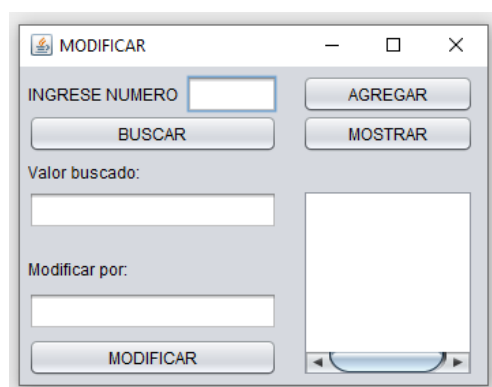 MODIFICAR
INGRESE NUMERO
AGREGAR
BUSCAR
MOSTRAR
Valor buscado:
Modificar por:
MODIFICAR